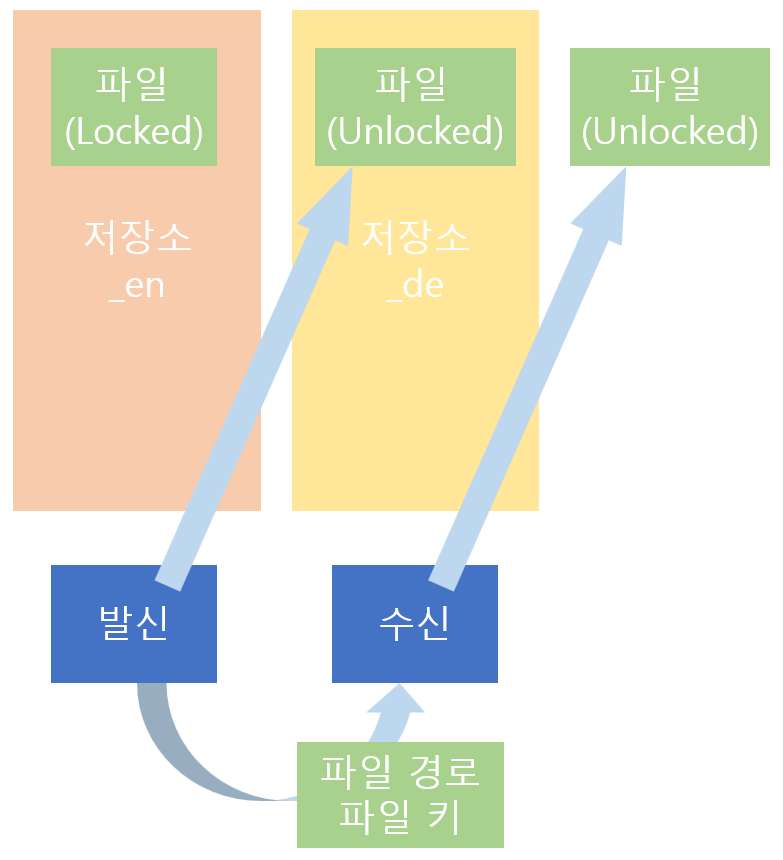 파일
(Locked)
파일
(Unlocked)
파일
(Unlocked)
저장소
_en
저장소
_de
발신
수신
파일 경로
파일 키